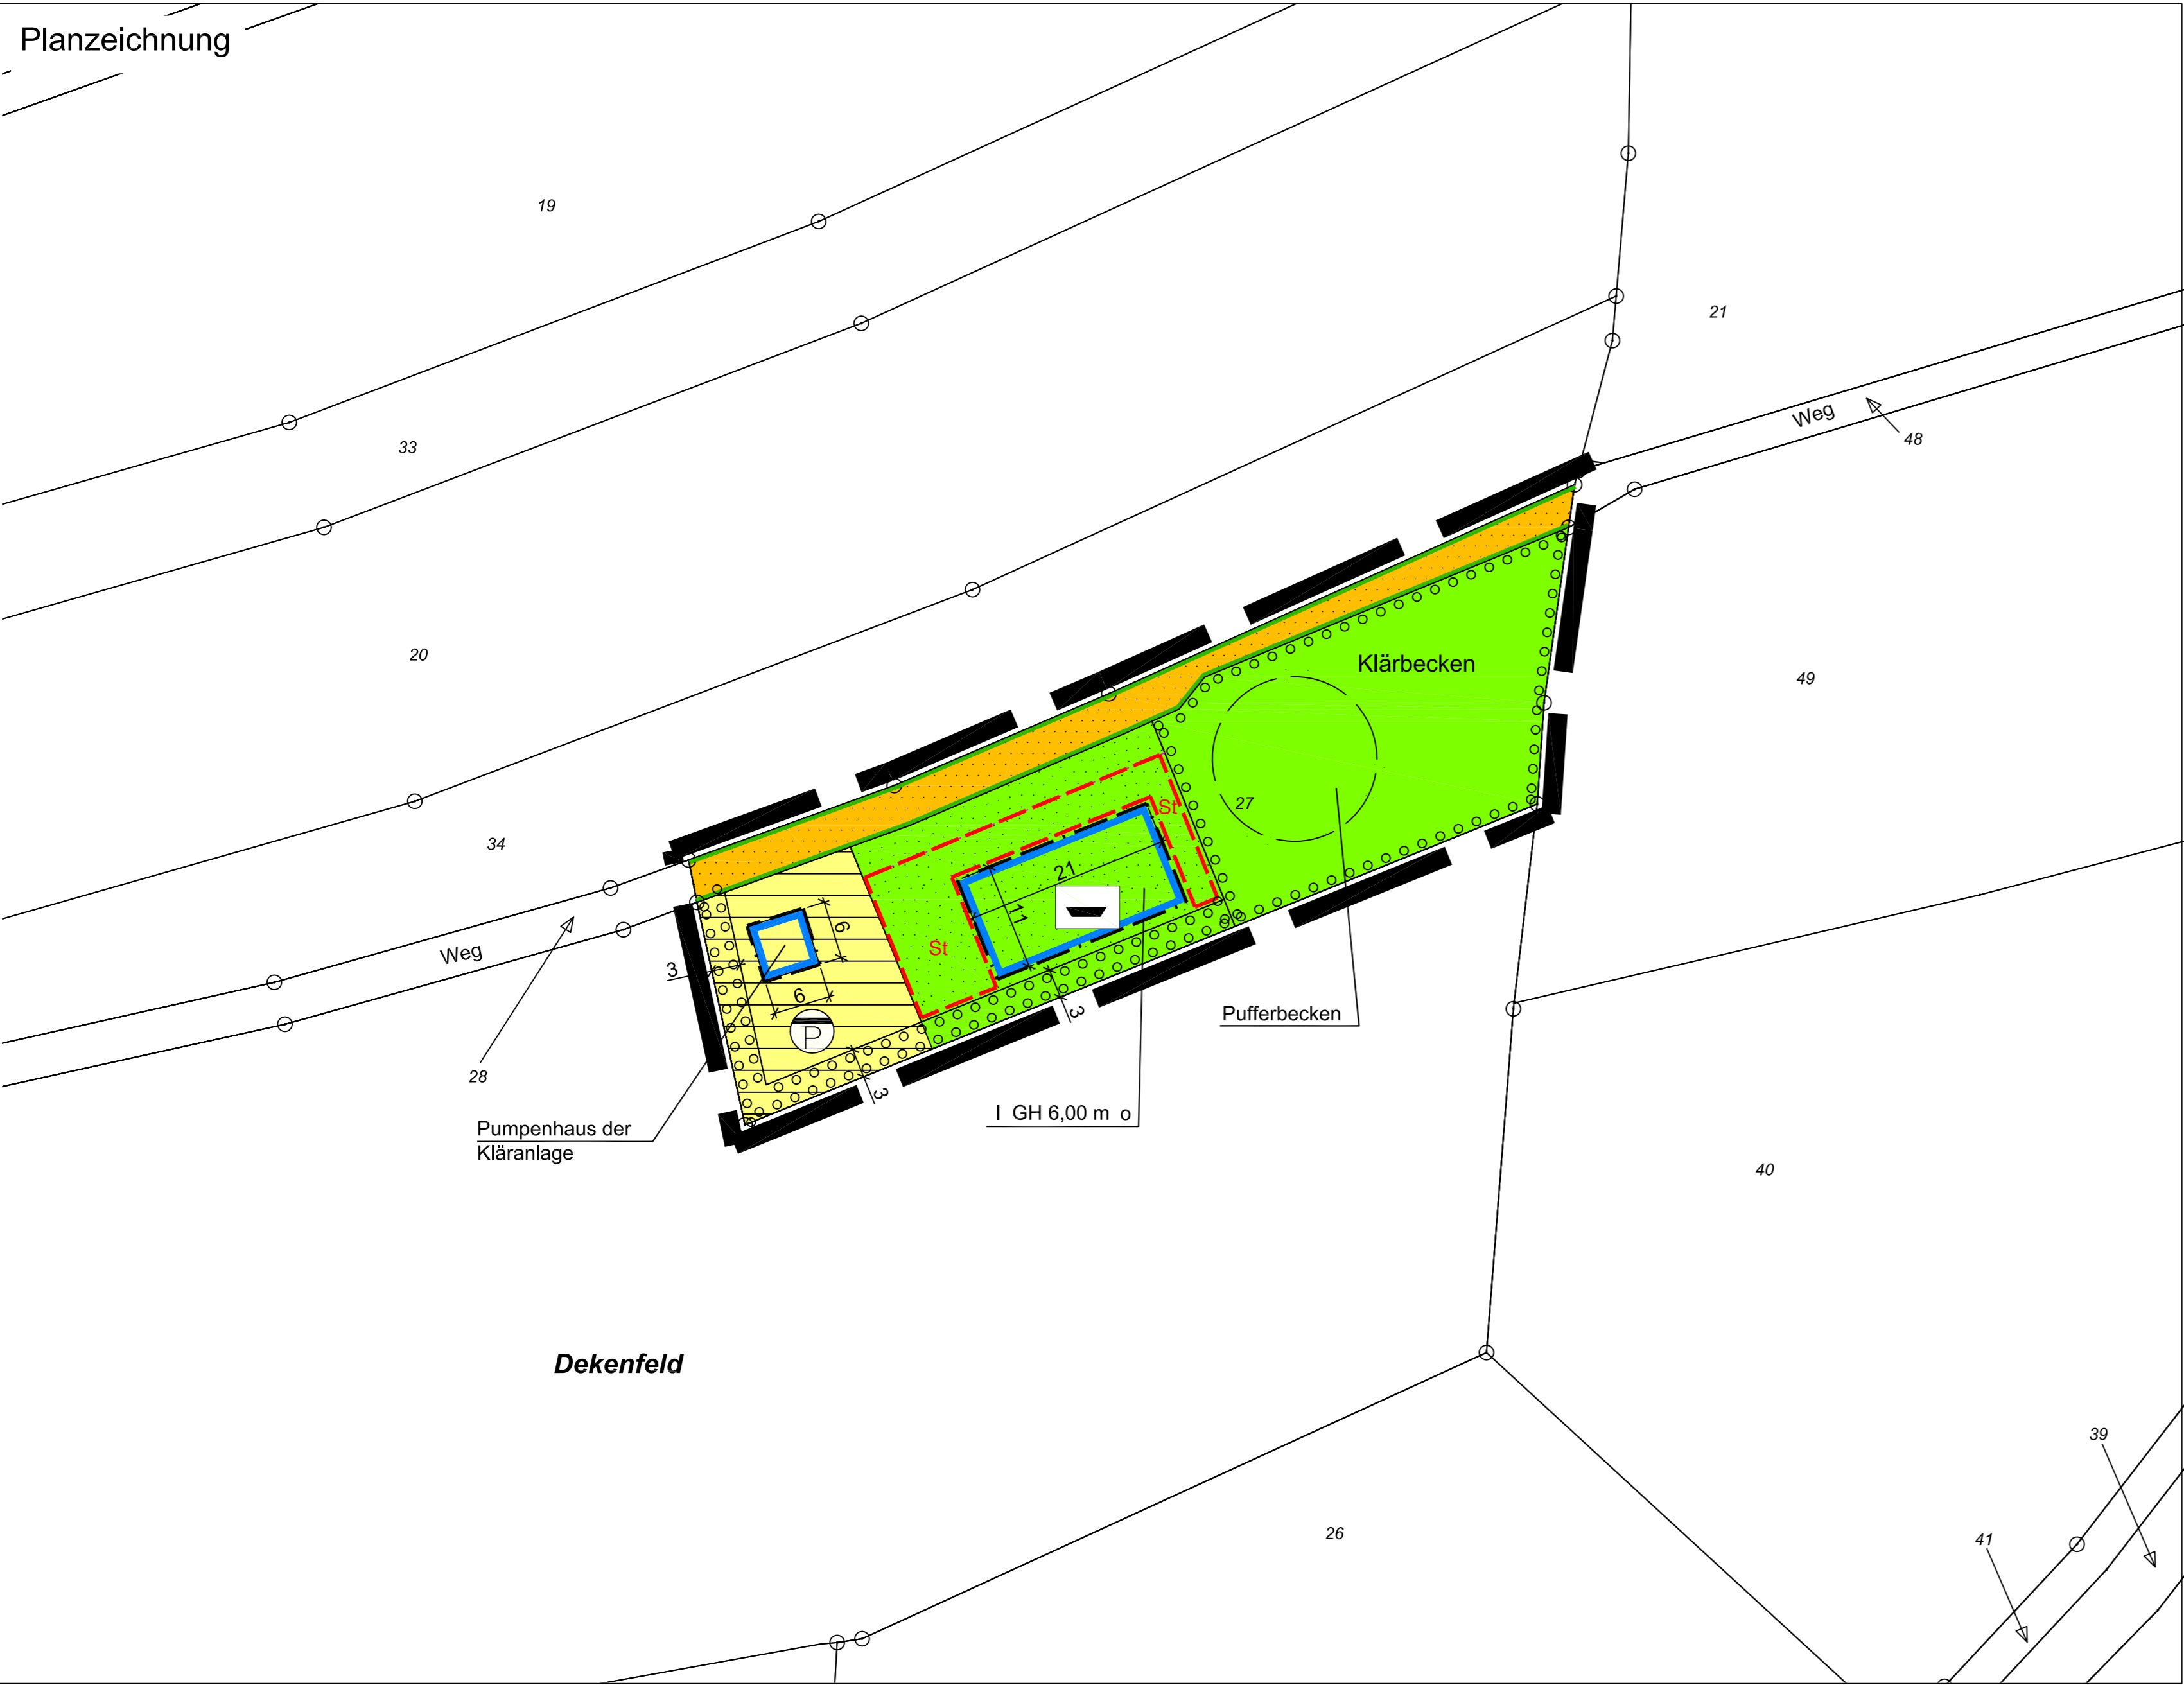 Planzeichnung
19
21
Weg
48
33
20
Klärbecken
49
27
St
34
21
11
6
St
Weg
3
6
P
3
Pufferbecken
28
3
I GH 6,00 m o
Pumpenhaus der
Kläranlage
40
Dekenfeld
39
26
41